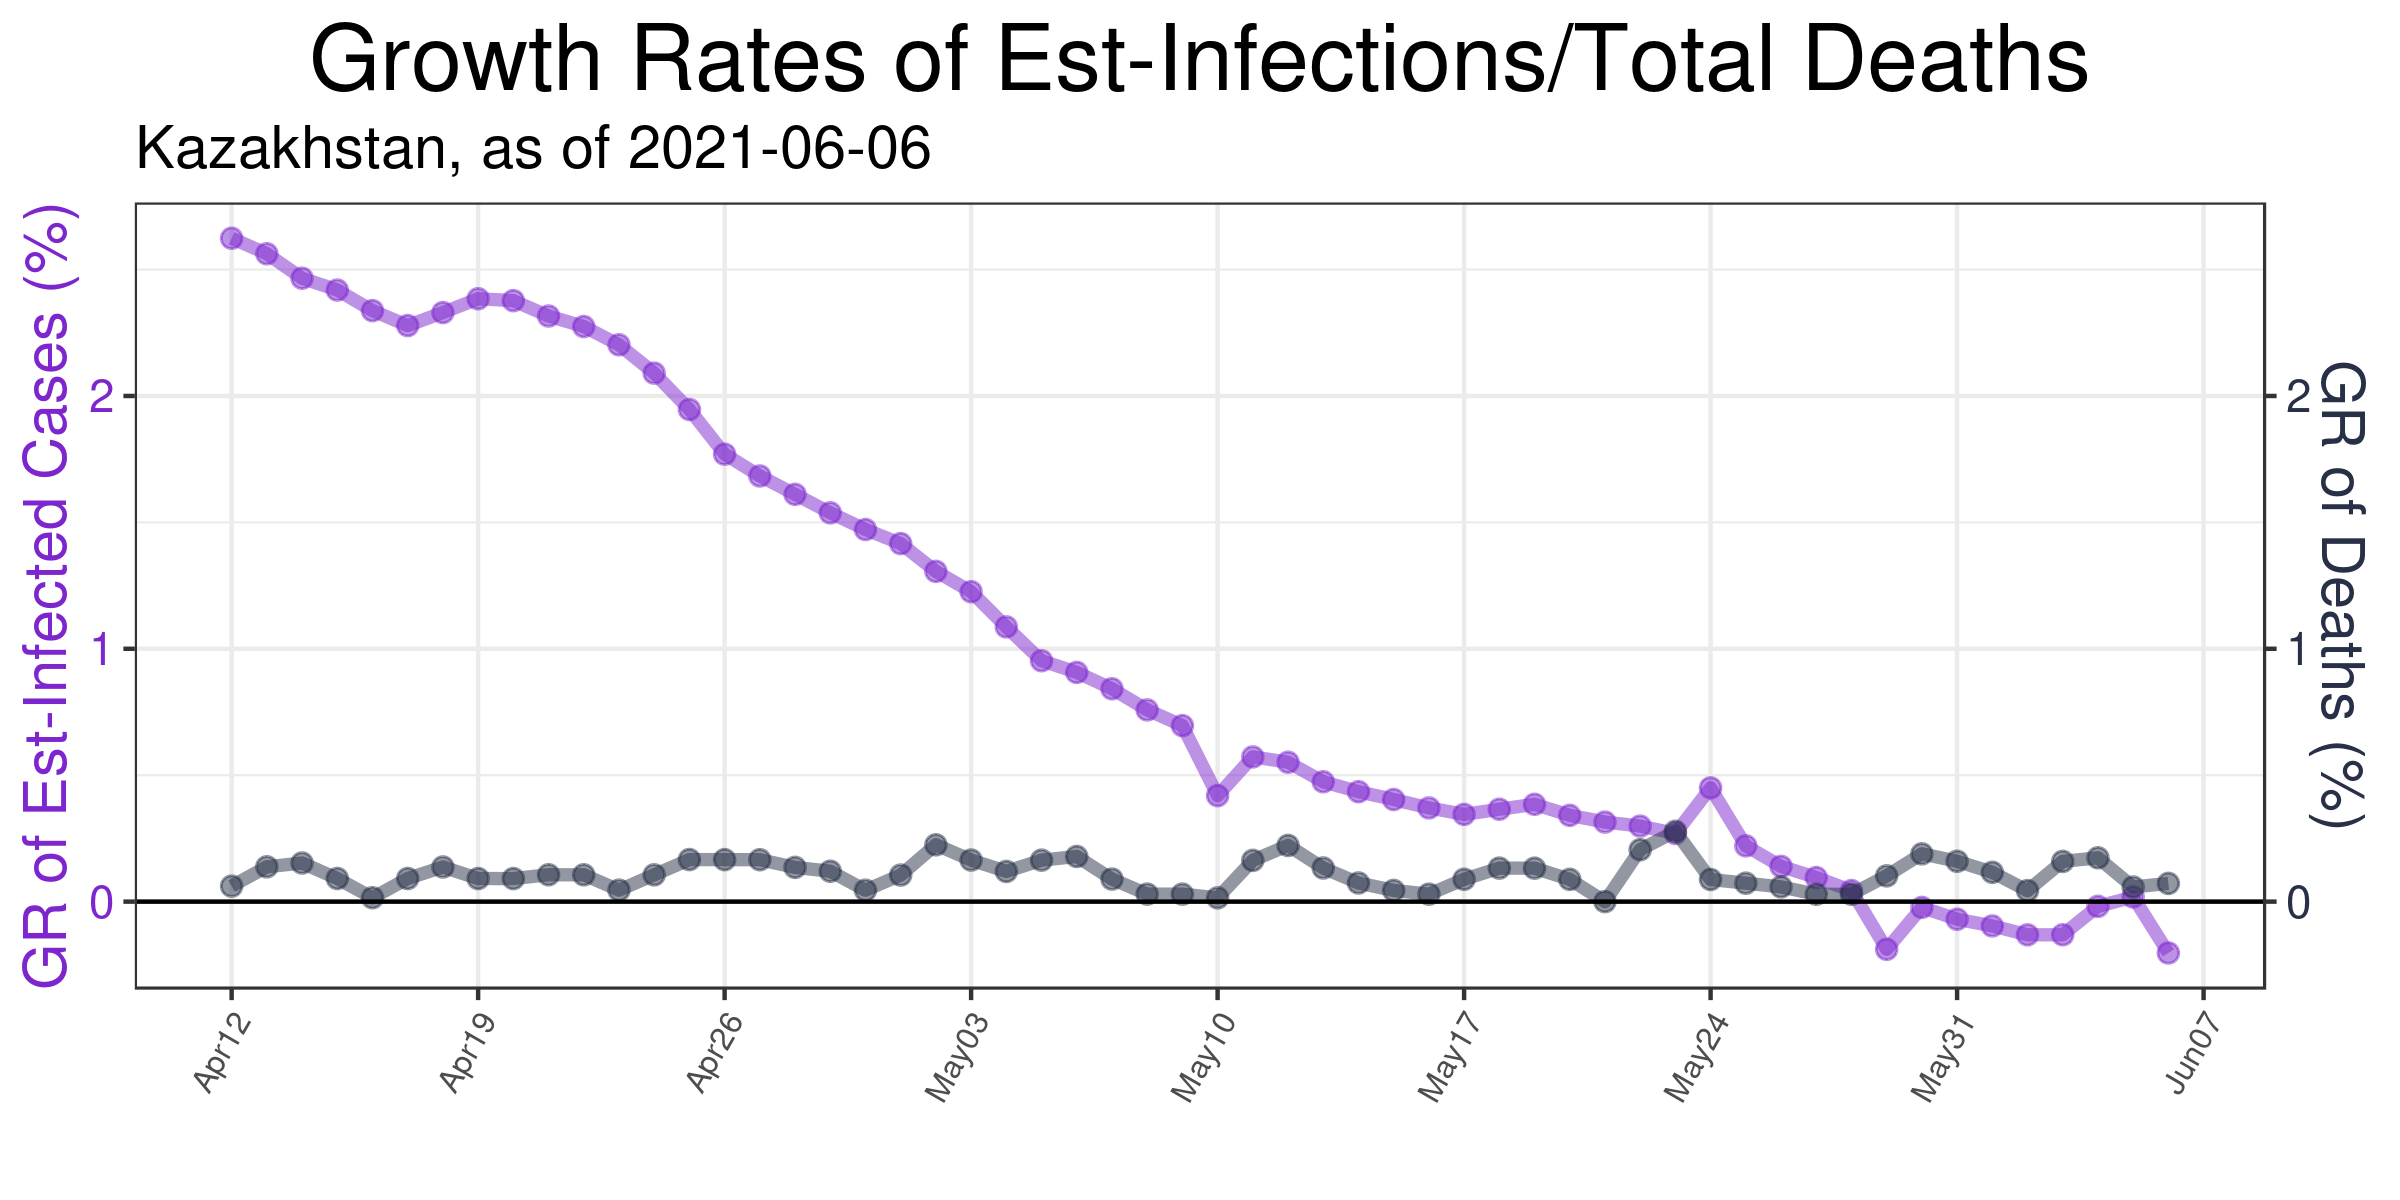 Growth Rates of Est-Infections/Total Deaths
Kazakhstan, as of 2021-06-06
GR of Est-Infected Cases (%)
2
1
0
2
1
0
GR of Deaths (%)
Apr12
Apr19
Apr26
May03
May10
May17
May24
May31
Jun07